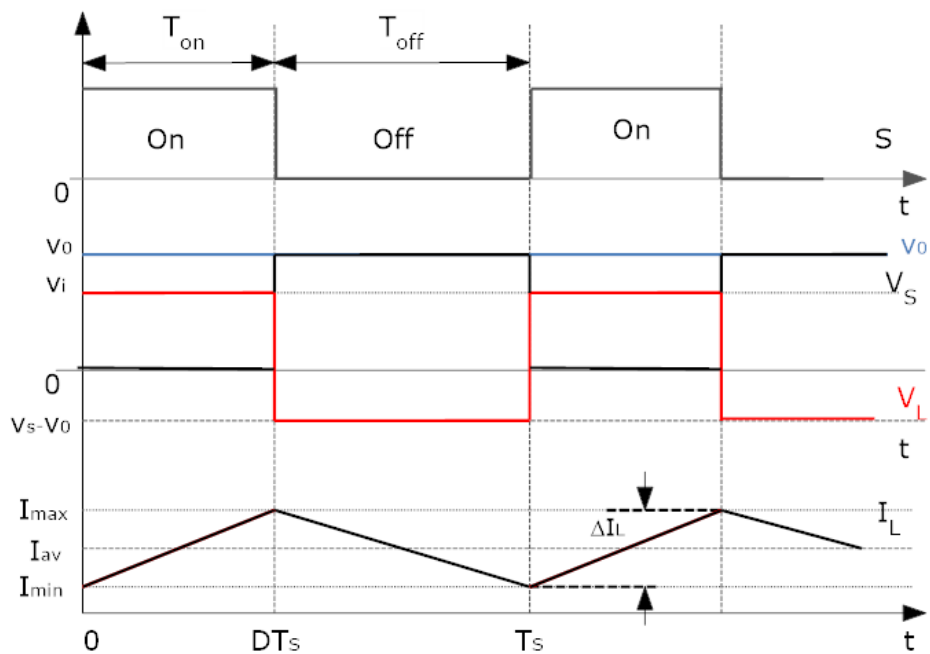 Ton Toff
On Off On S
0 t
V0 V0
Vi VS
0
Vs-V0 VL
t
Imax ΔIL IL
Iav
Imin
0 DTs Ts t